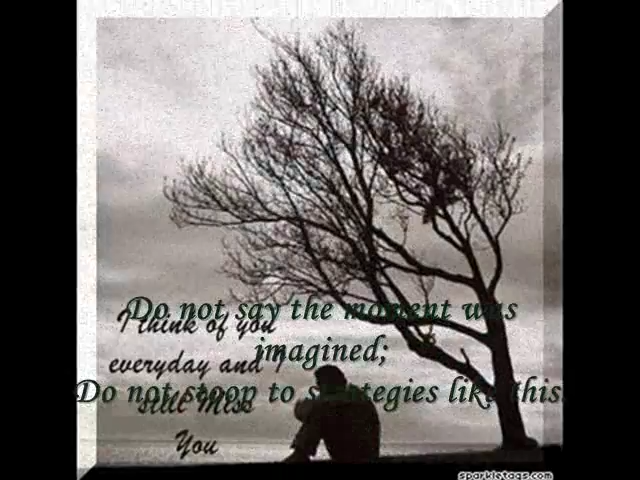 Do not say the moment was
imagined;
Do not stoop to strategies like this.
I think of you
everyday and I
still Miss
You
sparkletags.com